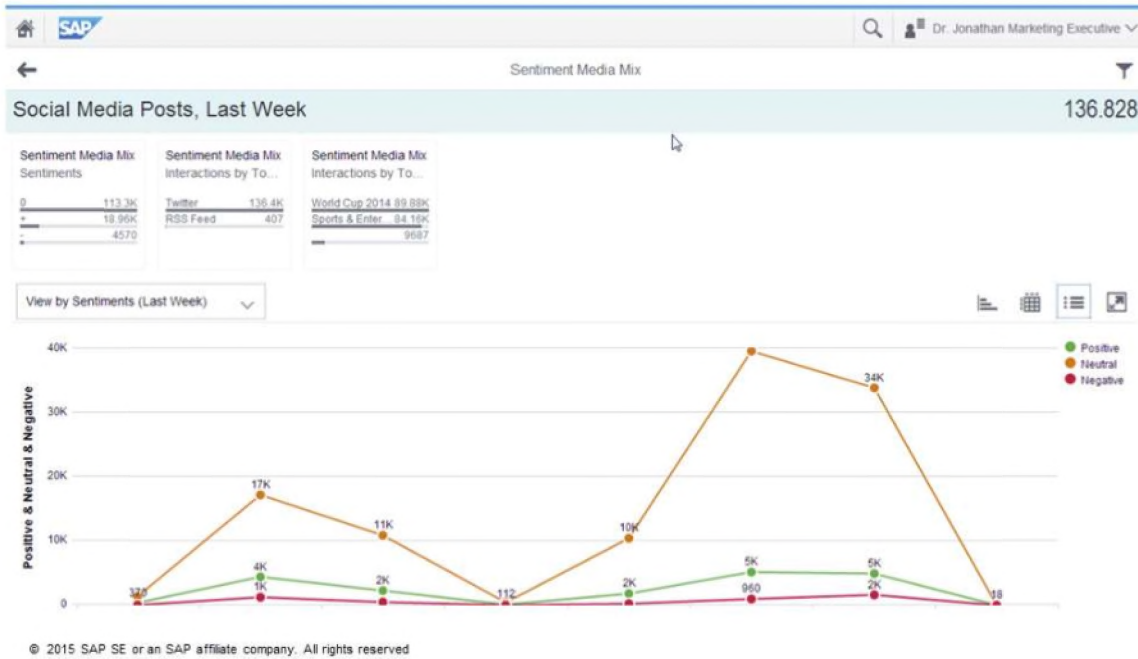 SAP
Dr. Jonathan Marketing Executive
Sentiment Media Mix
Social Media Posts, Last Week 136.828
Sentiment Media Mix
Sentiments
0 113.3K
+ 18.96K
- 4570
Sentiment Media Mix
Interactions by To...
Twitter 136.4K
RSS Feed 407
Sentiment Media Mix
Interactions by To...
World Cup 2014 89.88K
Sports & Enter 84.16K
9687
View by Sentiments (Last Week)
Positive
Neutral
Negative
Positive & Neutral & Negative
40K
30K
20K
10K
0
17K
11K
10K
34K
4K
2K
2K
5K
5K
1K
112
960
2K
18
© 2015 SAP SE or an SAP affiliate company. All rights reserved